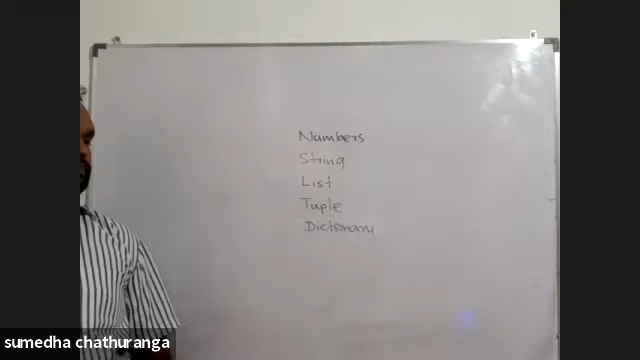 Numbers
String
List
Tuple
Dictionary
sumedha chathuranga